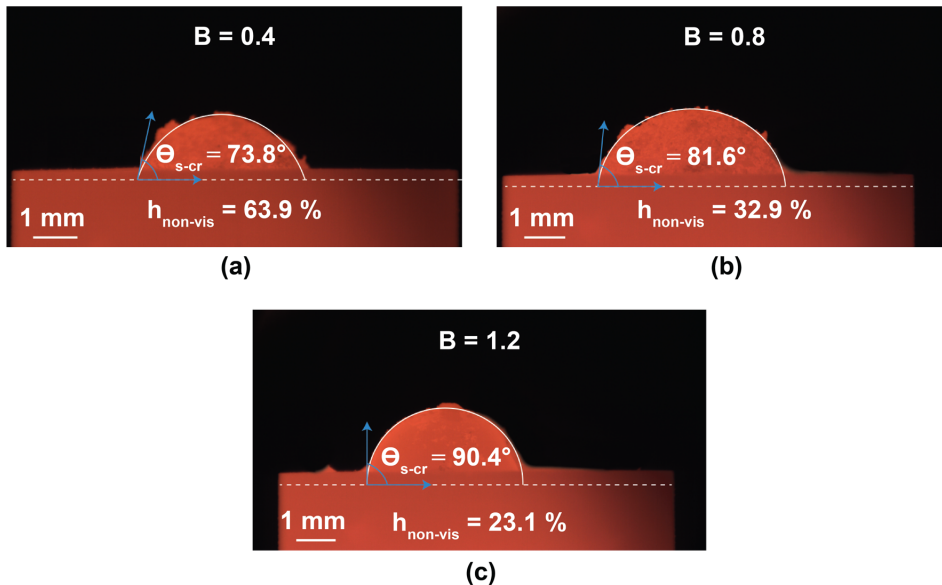 B = 0.4
Θs-cr = 73.8°
hnon-vis = 63.9 %
1 mm
(a)
B = 0.8
Θs-cr = 81.6°
hnon-vis = 32.9 %
1 mm
(b)
B = 1.2
Θs-cr = 90.4°
hnon-vis = 23.1 %
1 mm
(c)